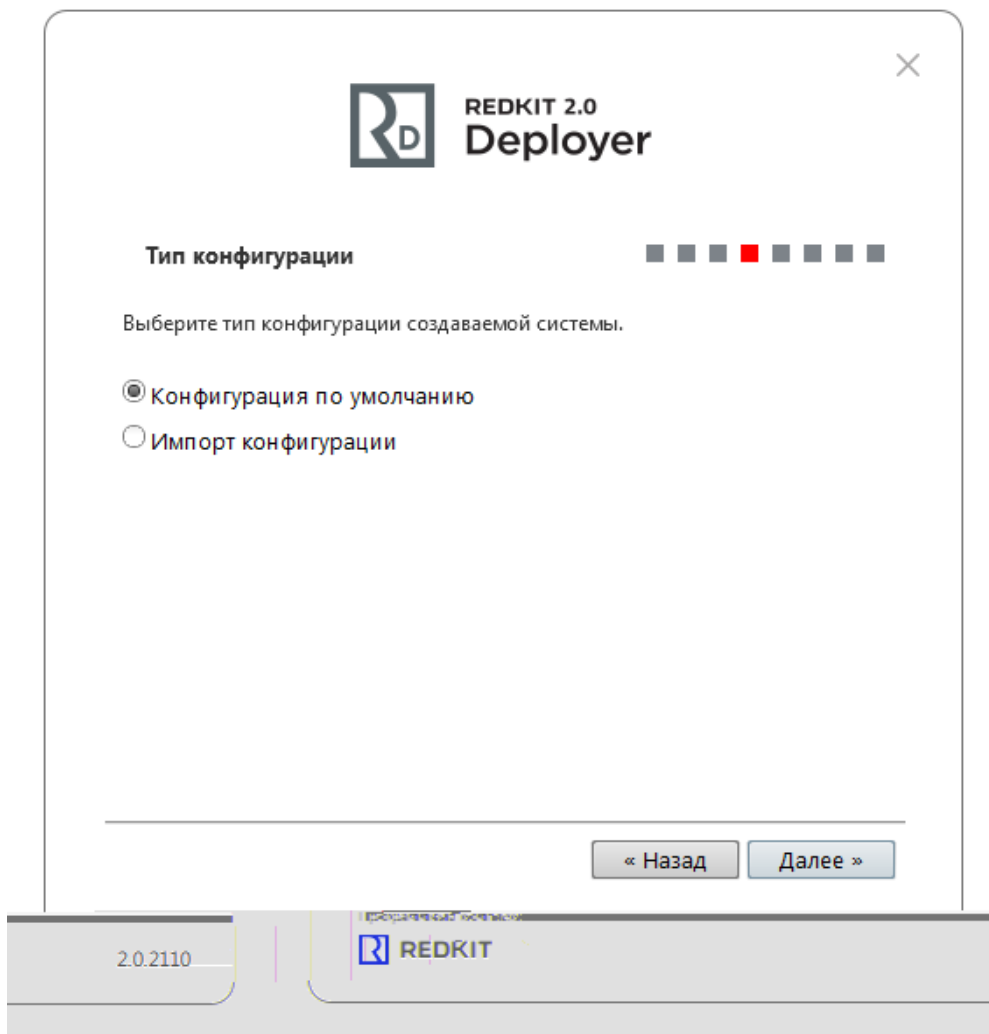 REDKIT 2.0
Deployer
Тип конфигурации
Выберите тип конфигурации создаваемой системы.
Конфигурация по умолчанию
Импорт конфигурации
« Назад
Далее »
2.0.2110
REDKIT